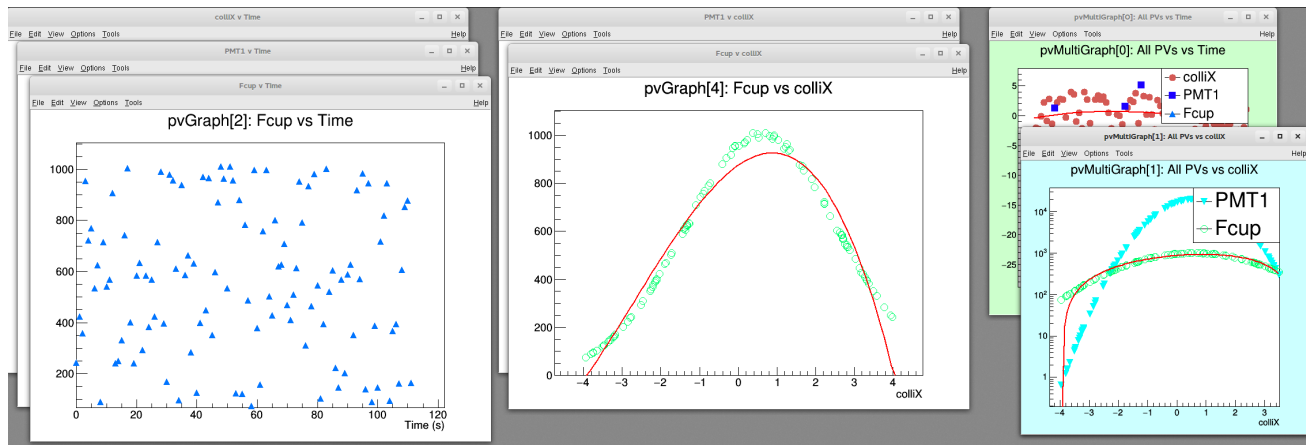 colliX v Time
File Edit View Options Tools Help
PMT1 v Time
File Edit View Options Tools Help
Fcup v Time
File Edit View Options Tools Help
pvGraph[2]: Fcup vs Time
1000
800
600
400
200
0 20 40 60 80 100 120
Time (s)
PMT1 v colliX
File Edit View Options Tools Help
Fcup v colliX
File Edit View Options Tools Help
pvGraph[4]: Fcup vs colliX
1000
800
600
400
200
0
−4 −3 −2 −1 0 1 2 3 4
colliX
pvMultiGraph[0]: All PVs vs Time
File Edit View Options Tools Help
pvMultiGraph[0]: All PVs vs Time
5
0
−5
−10
−15
−20
−25
colliX
PMT1
Fcup
pvMultiGraph[1]: All PVs vs colliX
File Edit View Options Tools Help
pvMultiGraph[1]: All PVs vs colliX
10⁴
10³
10²
10
1
−4 −3 −2 −1 0 1 2 3
colliX
PMT1
Fcup